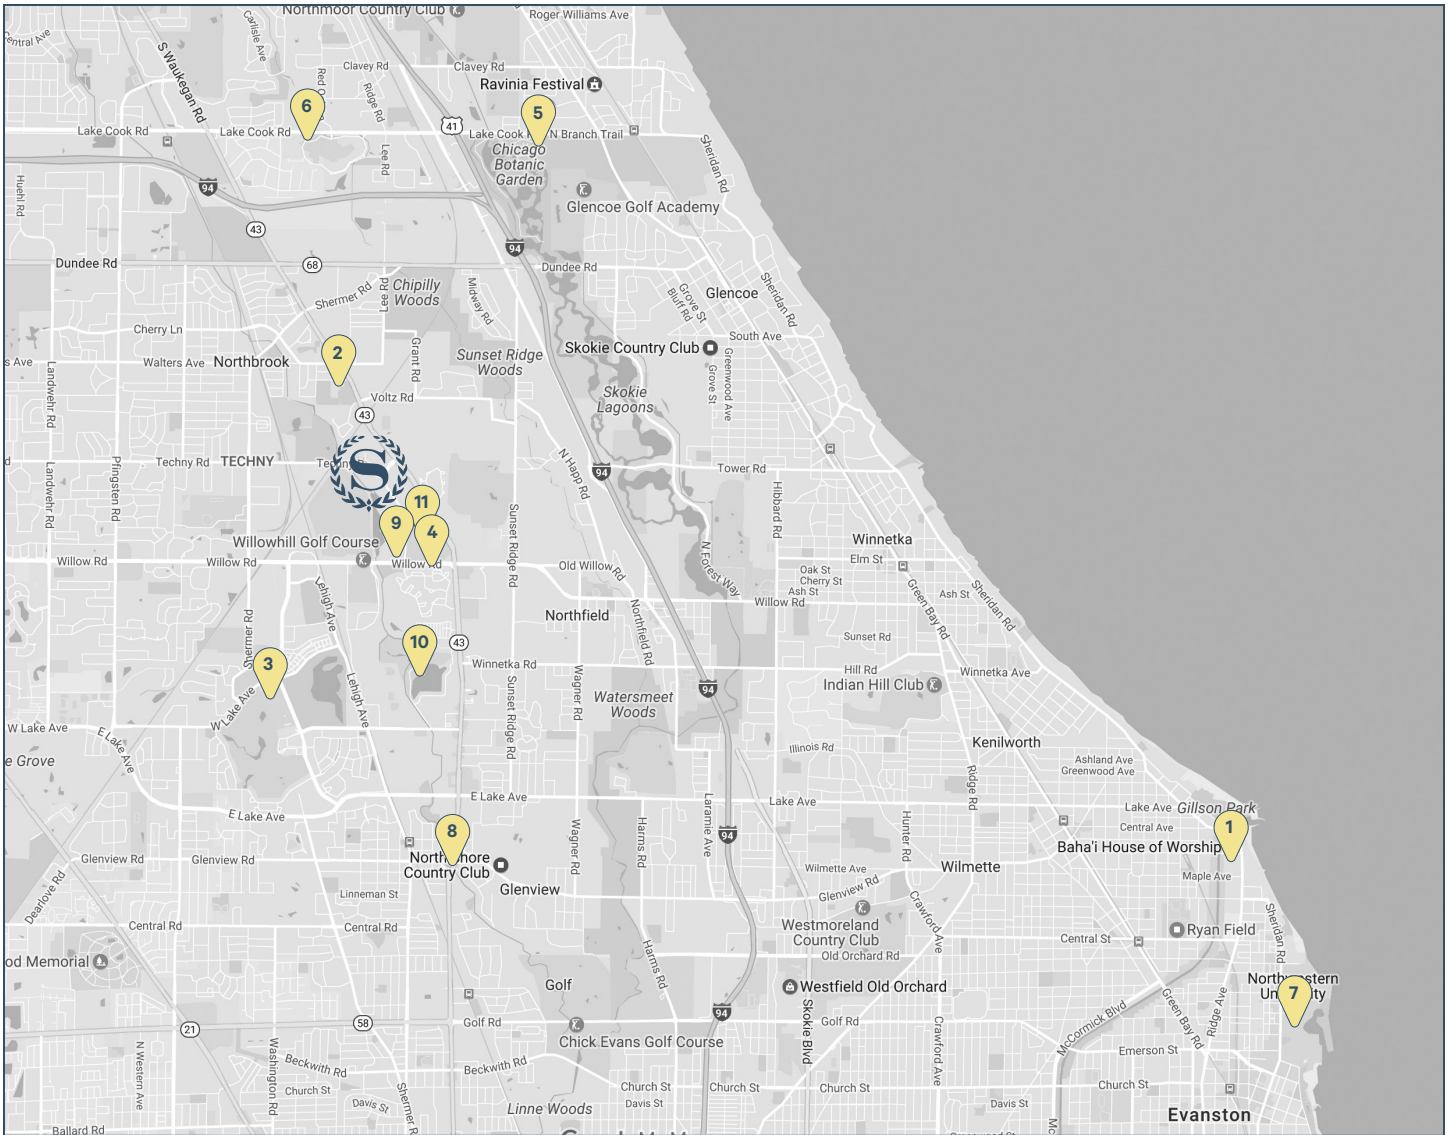 Northmoor Country Club
Roger Williams Ave
Central Ave
Carlisle Ave
S Waukegan Rd
Clavey Rd
Clavey Rd
Ravinia Festival
Ridge Rd
6
5
41
Lake Cook Rd
Lake Cook Rd
N Branch Trail
Chicago
Botanic
Garden
Lee Rd
Sheridan Rd
Huehl Rd
94
Glencoe Golf Academy
43
94
Dundee Rd
68
Dundee Rd
Shermer Rd
Lee Rd
Chipilly
Woods
Midway Rd
Grove St
Bluff Rd
Glencoe
Sheridan Rd
Cherry Ln
South Ave
2
Walters Ave
Northbrook
Grant Rd
Sunset Ridge
Woods
Skokie Country Club
Greenwood Ave
Grove St
Landwehr Rd
Skokie
Lagoons
Voltz Rd
43
Techny Rd
TECHNY
S
Landwehr Rd
Pfingsten Rd
N Happ Rd
94
Tower Rd
Hibbard Rd
11
9
4
Sunset Ridge Rd
Willowhill Golf Course
Winnetka
Willow Rd
Willow Rd
Willow Rd
Old Willow Rd
N Forest Way
Elm St
Oak St
Cherry St
Ash St
Ash St
Willow Rd
Green Bay Rd
Sheridan Rd
Lehigh Ave
Northfield
Northfield Rd
Shermer Rd
10
43
Sunset Rd
3
Winnetka Rd
Hill Rd
Winnetka Ave
Indian Hill Club
94
W Lake Ave
Lehigh Ave
Sunset Ridge Rd
Wagner Rd
Watersmeet
Woods
W Lake Ave
E Lake Ave
Illinois Rd
Kenilworth
e Grove
Ashland Ave
Greenwood Ave
Ridge Rd
E Lake Ave
Lake Ave
Lake Ave
Gillson Park
E Lake Ave
Laramie Ave
Hunter Rd
Central Ave
1
8
Wagner Rd
Harms Rd
94
Baha'i House of Worship
Glenview Rd
Glenview Rd
Country Club
Wilmette Ave
Wilmette
Maple Ave
Glenview
Glenview Rd
Linneman St
Dearlove Rd
Crawford Ave
Sheridan Rd
Central Rd
Central Rd
Westmoreland
Country Club
Central St
Ryan Field
od Memorial
Harms Rd
Old Orchard Rd
Golf
Westfield Old Orchard
7
Green Bay Rd
Ridge Ave
21
58
Golf Rd
94
Skokie Blvd
Golf Rd
Crawford Ave
McCormick Blvd
N Western Ave
Washington Rd
Chick Evans Golf Course
Emerson St
Beckwith Rd
Beckwith Rd
Church St
Church St
Church St
Church St
Church St
Davis St
Shermer R
Linne Woods
Davis St
Davis St
Evanston
Ballard Rd